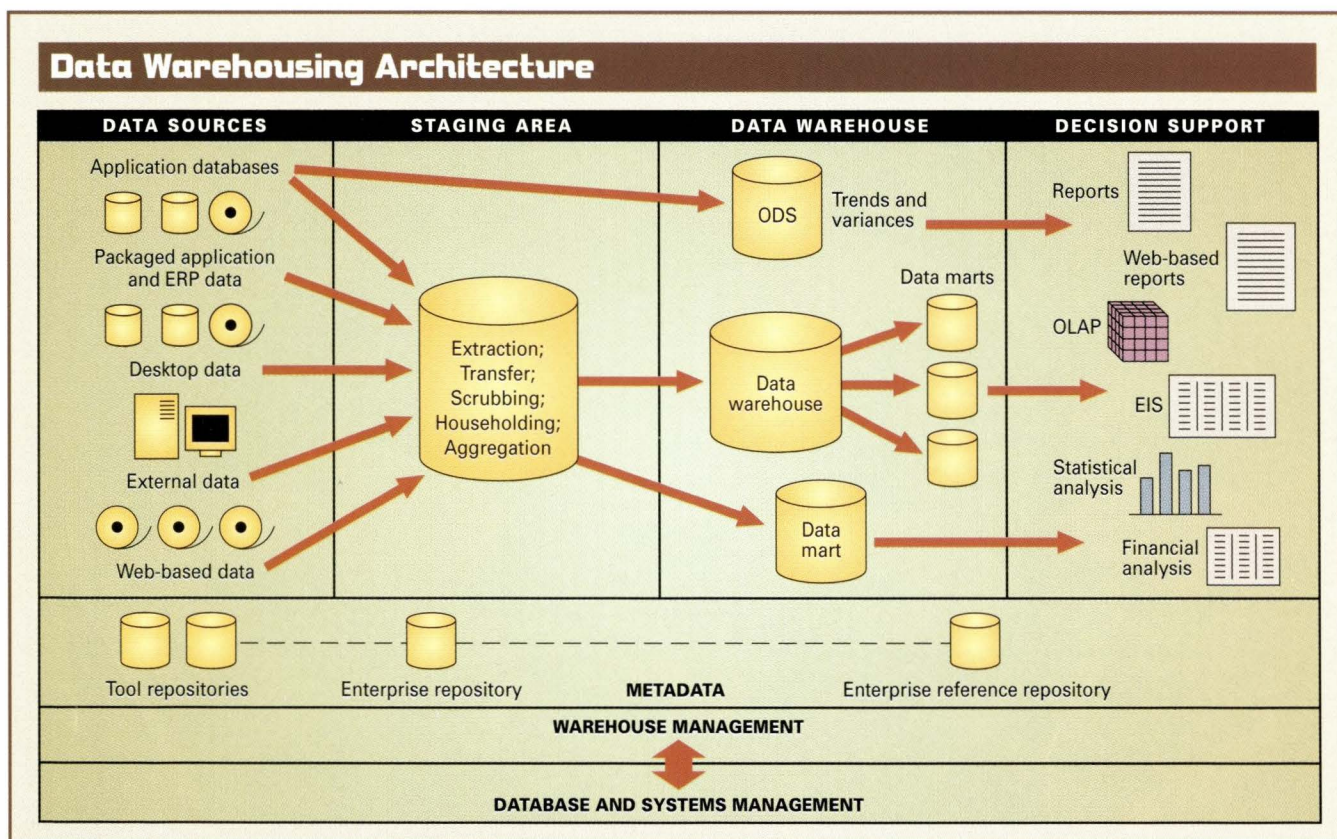 Data Warehousing Architecture
DATA SOURCES
STAGING AREA
DATA WAREHOUSE
DECISION SUPPORT
Application databases
Packaged application
and ERP data
Desktop data
External data
Web-based data
Extraction;
Transfer;
Scrubbing;
Householding;
Aggregation
ODS
Trends and
variances
Data marts
Data
warehouse
Data
mart
Reports
Web-based
reports
OLAP
EIS
Statistical
analysis
Financial
analysis
Tool repositories
Enterprise repository
METADATA
Enterprise reference repository
WAREHOUSE MANAGEMENT
DATABASE AND SYSTEMS MANAGEMENT